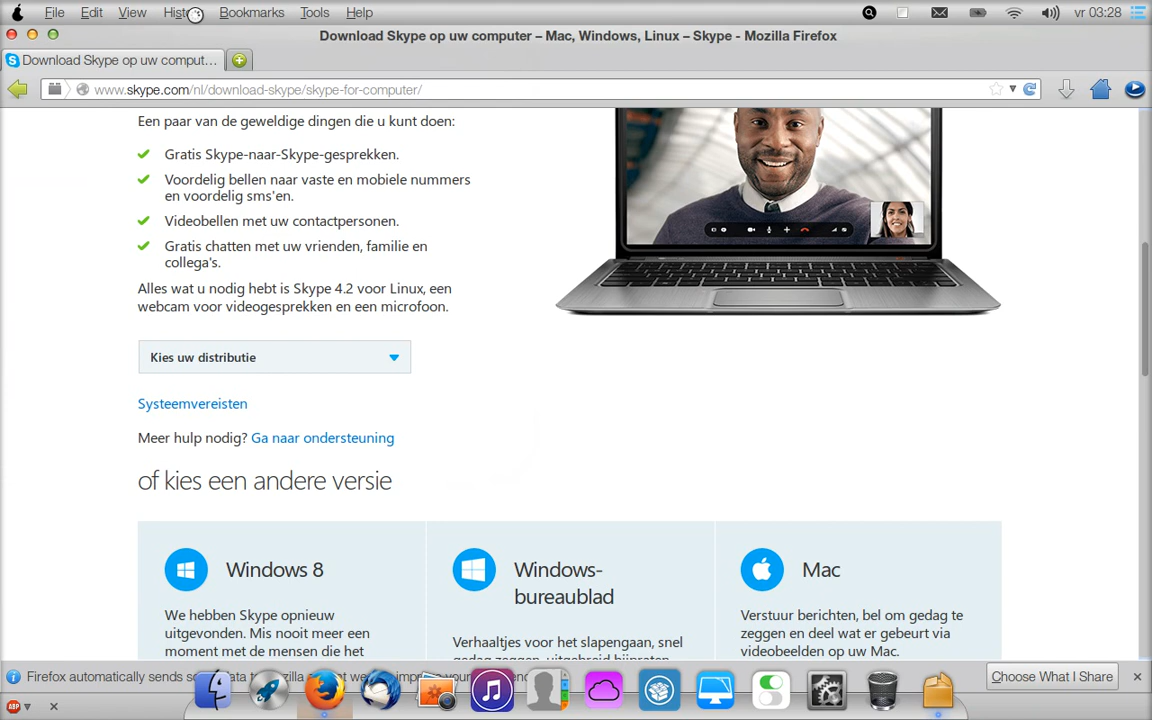 File Edit View Bookmarks Tools Help vr 03:28
Download Skype op uw computer – Mac, Windows, Linux – Skype - Mozilla Firefox
Download Skype op uw comput...
www.skype.com/nl/download-skype/skype-for-computer/
Een paar van de geweldige dingen die u kunt doen:
Gratis Skype-naar-Skype-gesprekken.
Voordelig bellen naar vaste en mobiele nummers
en voordelig sms'en.
Videobellen met uw contactpersonen.
Gratis chatten met uw vrienden, familie en
collega's.
Alles wat u nodig hebt is Skype 4.2 voor Linux, een
webcam voor videogesprekken en een microfoon.
Kies uw distributie
Systeemvereisten
Meer hulp nodig? Ga naar ondersteuning
of kies een andere versie
Windows 8
We hebben Skype opnieuw
uitgevonden. Mis nooit meer een
moment met de mensen die het
Windows-
bureaublad
Verhaaltjes voor het slapengaan, snel
Mac
Verstuur berichten, bel om gedag te
zeggen en deel wat er gebeurt via
videobeelden op uw Mac.
Firefox automatically sends
Choose What I Share
ABP